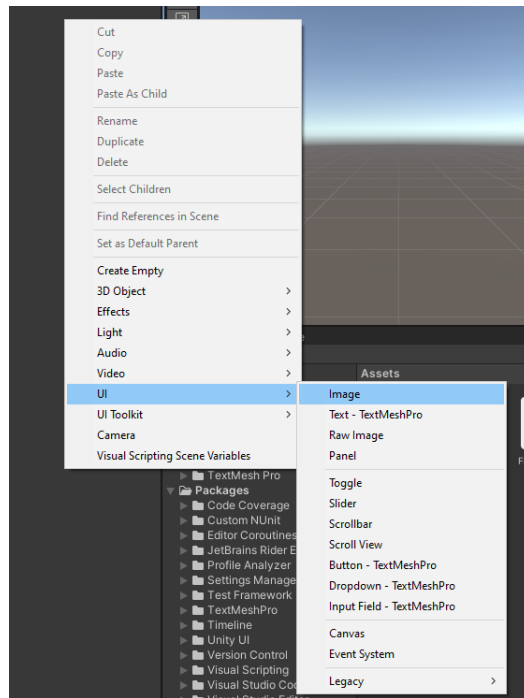 Cut
Copy
Paste
Paste As Child
Rename
Duplicate
Delete
Select Children
Find References in Scene
Set as Default Parent
Create Empty
3D Object
Effects
Light
Audio
Video
UI
UI Toolkit
Camera
Visual Scripting Scene Variables
Assets
Image
Text - TextMeshPro
Raw Image
Panel
Toggle
Slider
Scrollbar
Scroll View
Button - TextMeshPro
Dropdown - TextMeshPro
Input Field - TextMeshPro
Canvas
Event System
Legacy
TextMesh Pro
Packages
Code Coverage
Custom NUnit
Editor Coroutines
JetBrains Rider E
Profile Analyzer
Settings Manage
Test Framework
TextMeshPro
Timeline
Unity UI
Version Control
Visual Scripting
Visual Studio Coo